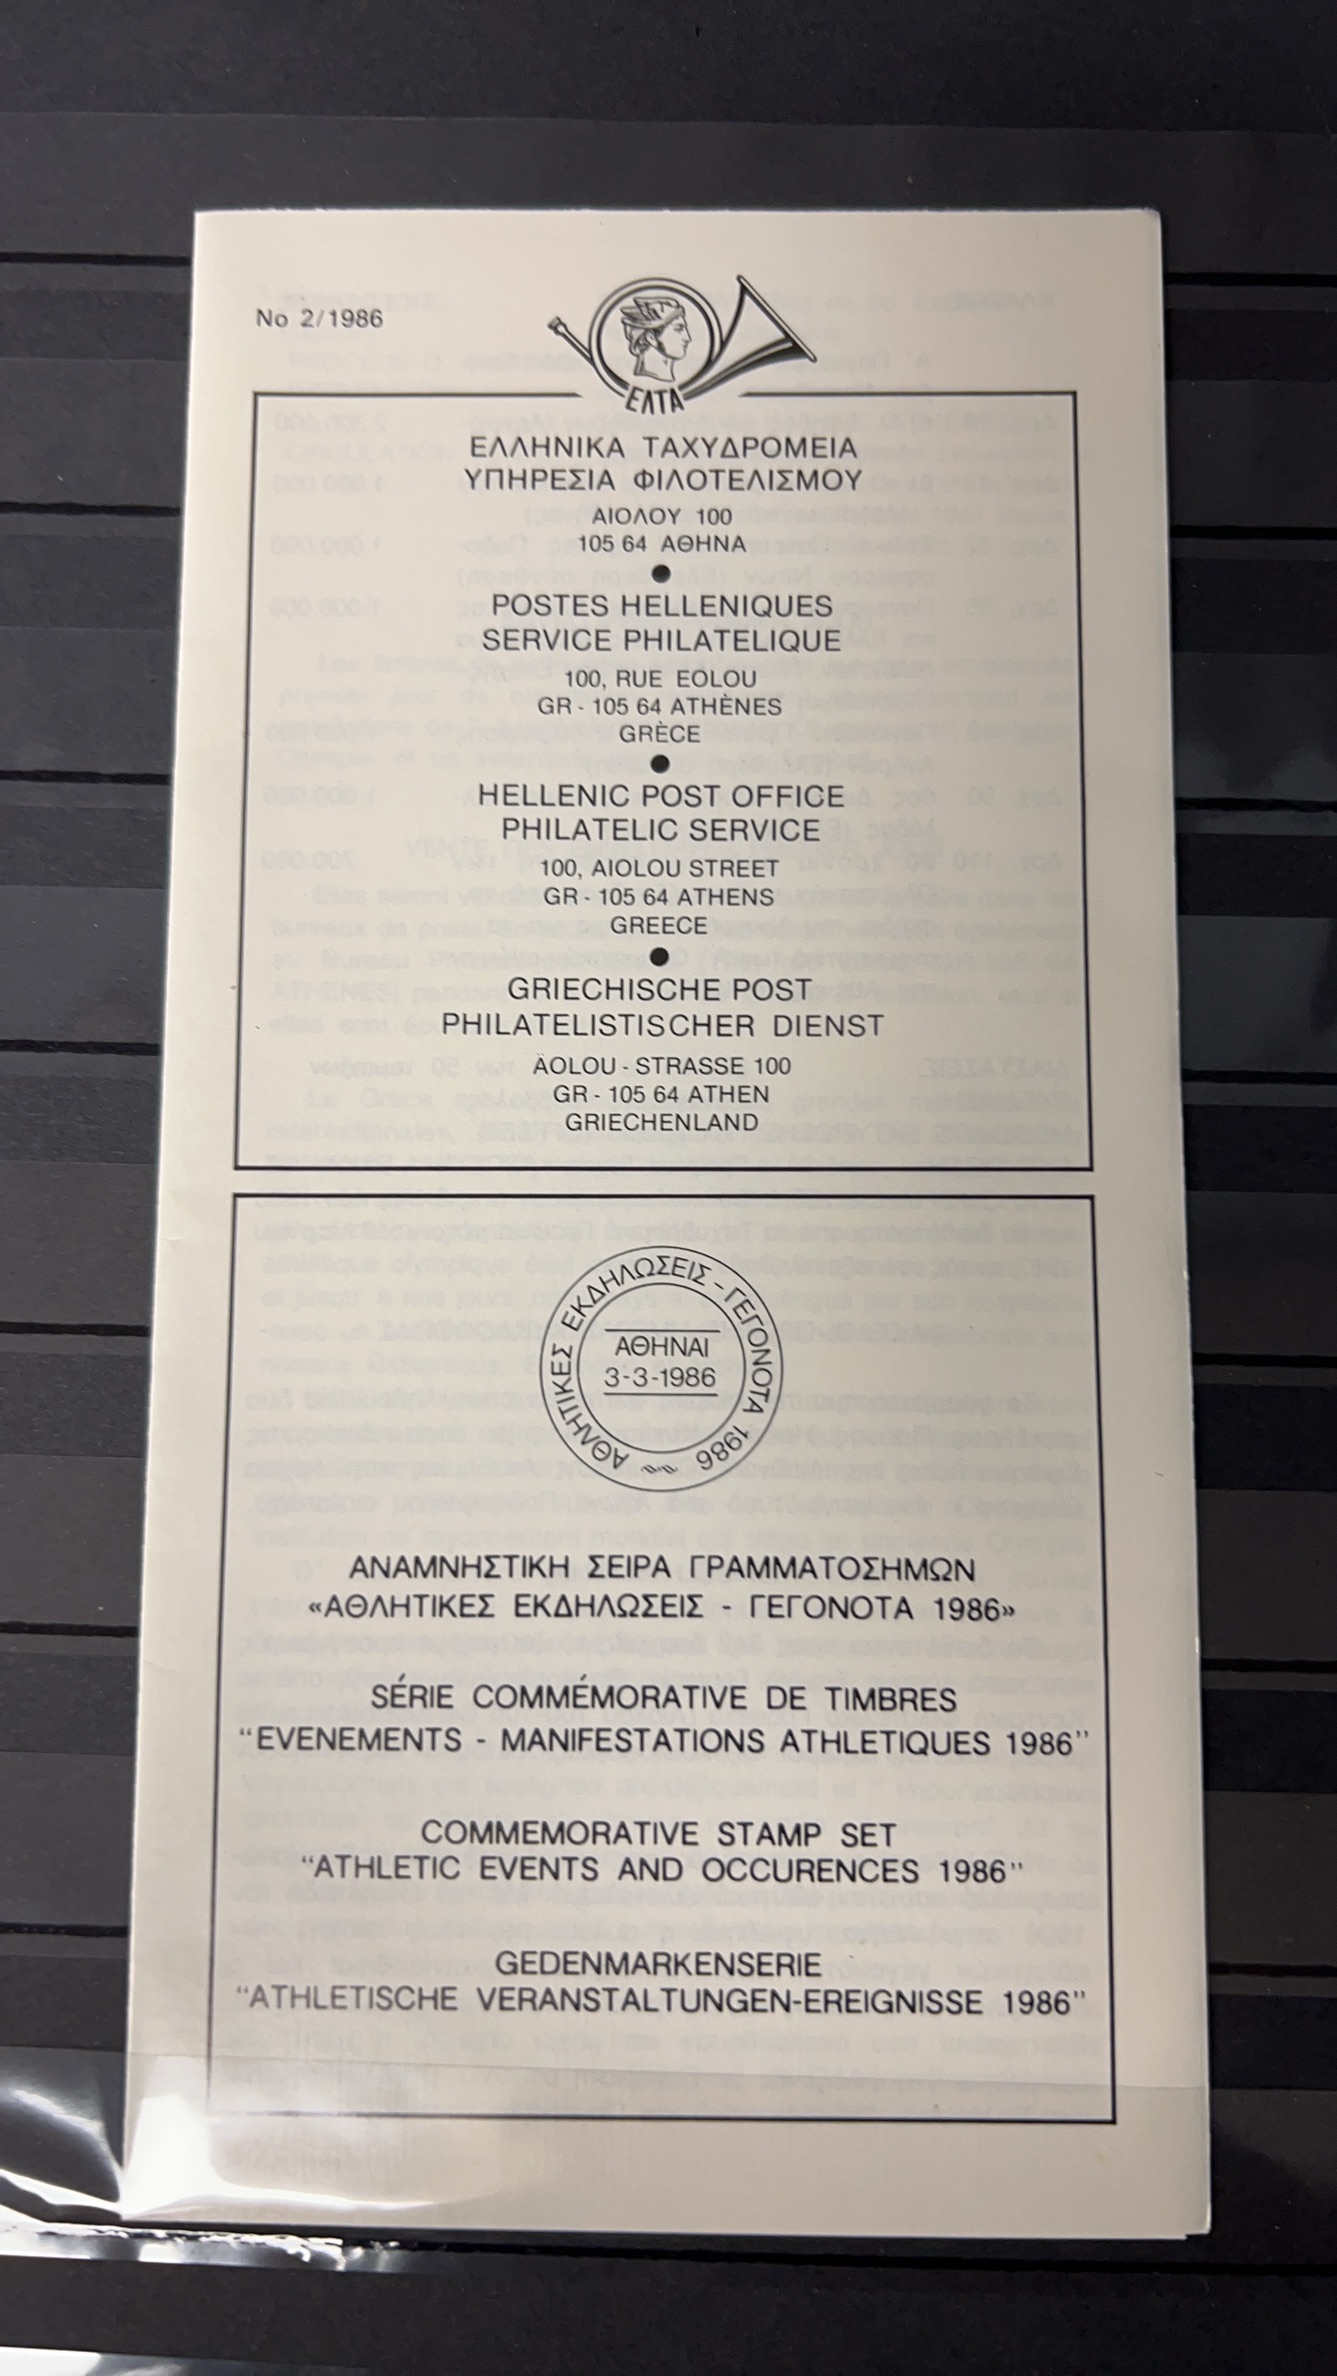 No 2/1986
ΕΛΤΑ
ΕΛΛΗΝΙΚΑ ΤΑΧΥΔΡΟΜΕΙΑ
ΥΠΗΡΕΣΙΑ ΦΙΛΟΤΕΛΙΣΜΟΥ
ΑΙΟΛΟΥ 100
105 64 ΑΘΗΝΑ
POSTES HELLENIQUES
SERVICE PHILATELIQUE
100, RUE EOLOU
GR - 105 64 ATHÈNES
GRÈCE
HELLENIC POST OFFICE
PHILATELIC SERVICE
100, AIOLOU STREET
GR - 105 64 ATHENS
GREECE
GRIECHISCHE POST
PHILATELISTISCHER DIENST
ÄOLOU - STRASSE 100
GR - 105 64 ATHEN
GRIECHENLAND
ΑΘΛΗΤΙΚΕΣ ΕΚΔΗΛΩΣΕΙΣ - ΓΕΓΟΝΟΤΑ 1986
ΑΘΗΝΑΙ
3-3-1986
ΑΝΑΜΝΗΣΤΙΚΗ ΣΕΙΡΑ ΓΡΑΜΜΑΤΟΣΗΜΩΝ
«ΑΘΛΗΤΙΚΕΣ ΕΚΔΗΛΩΣΕΙΣ - ΓΕΓΟΝΟΤΑ 1986»
SÉRIE COMMÉMORATIVE DE TIMBRES
"EVENEMENTS - MANIFESTATIONS ATHLETIQUES 1986"
COMMEMORATIVE STAMP SET
"ATHLETIC EVENTS AND OCCURENCES 1986"
GEDENMARKENSERIE
"ATHLETISCHE VERANSTALTUNGEN-EREIGNISSE 1986"